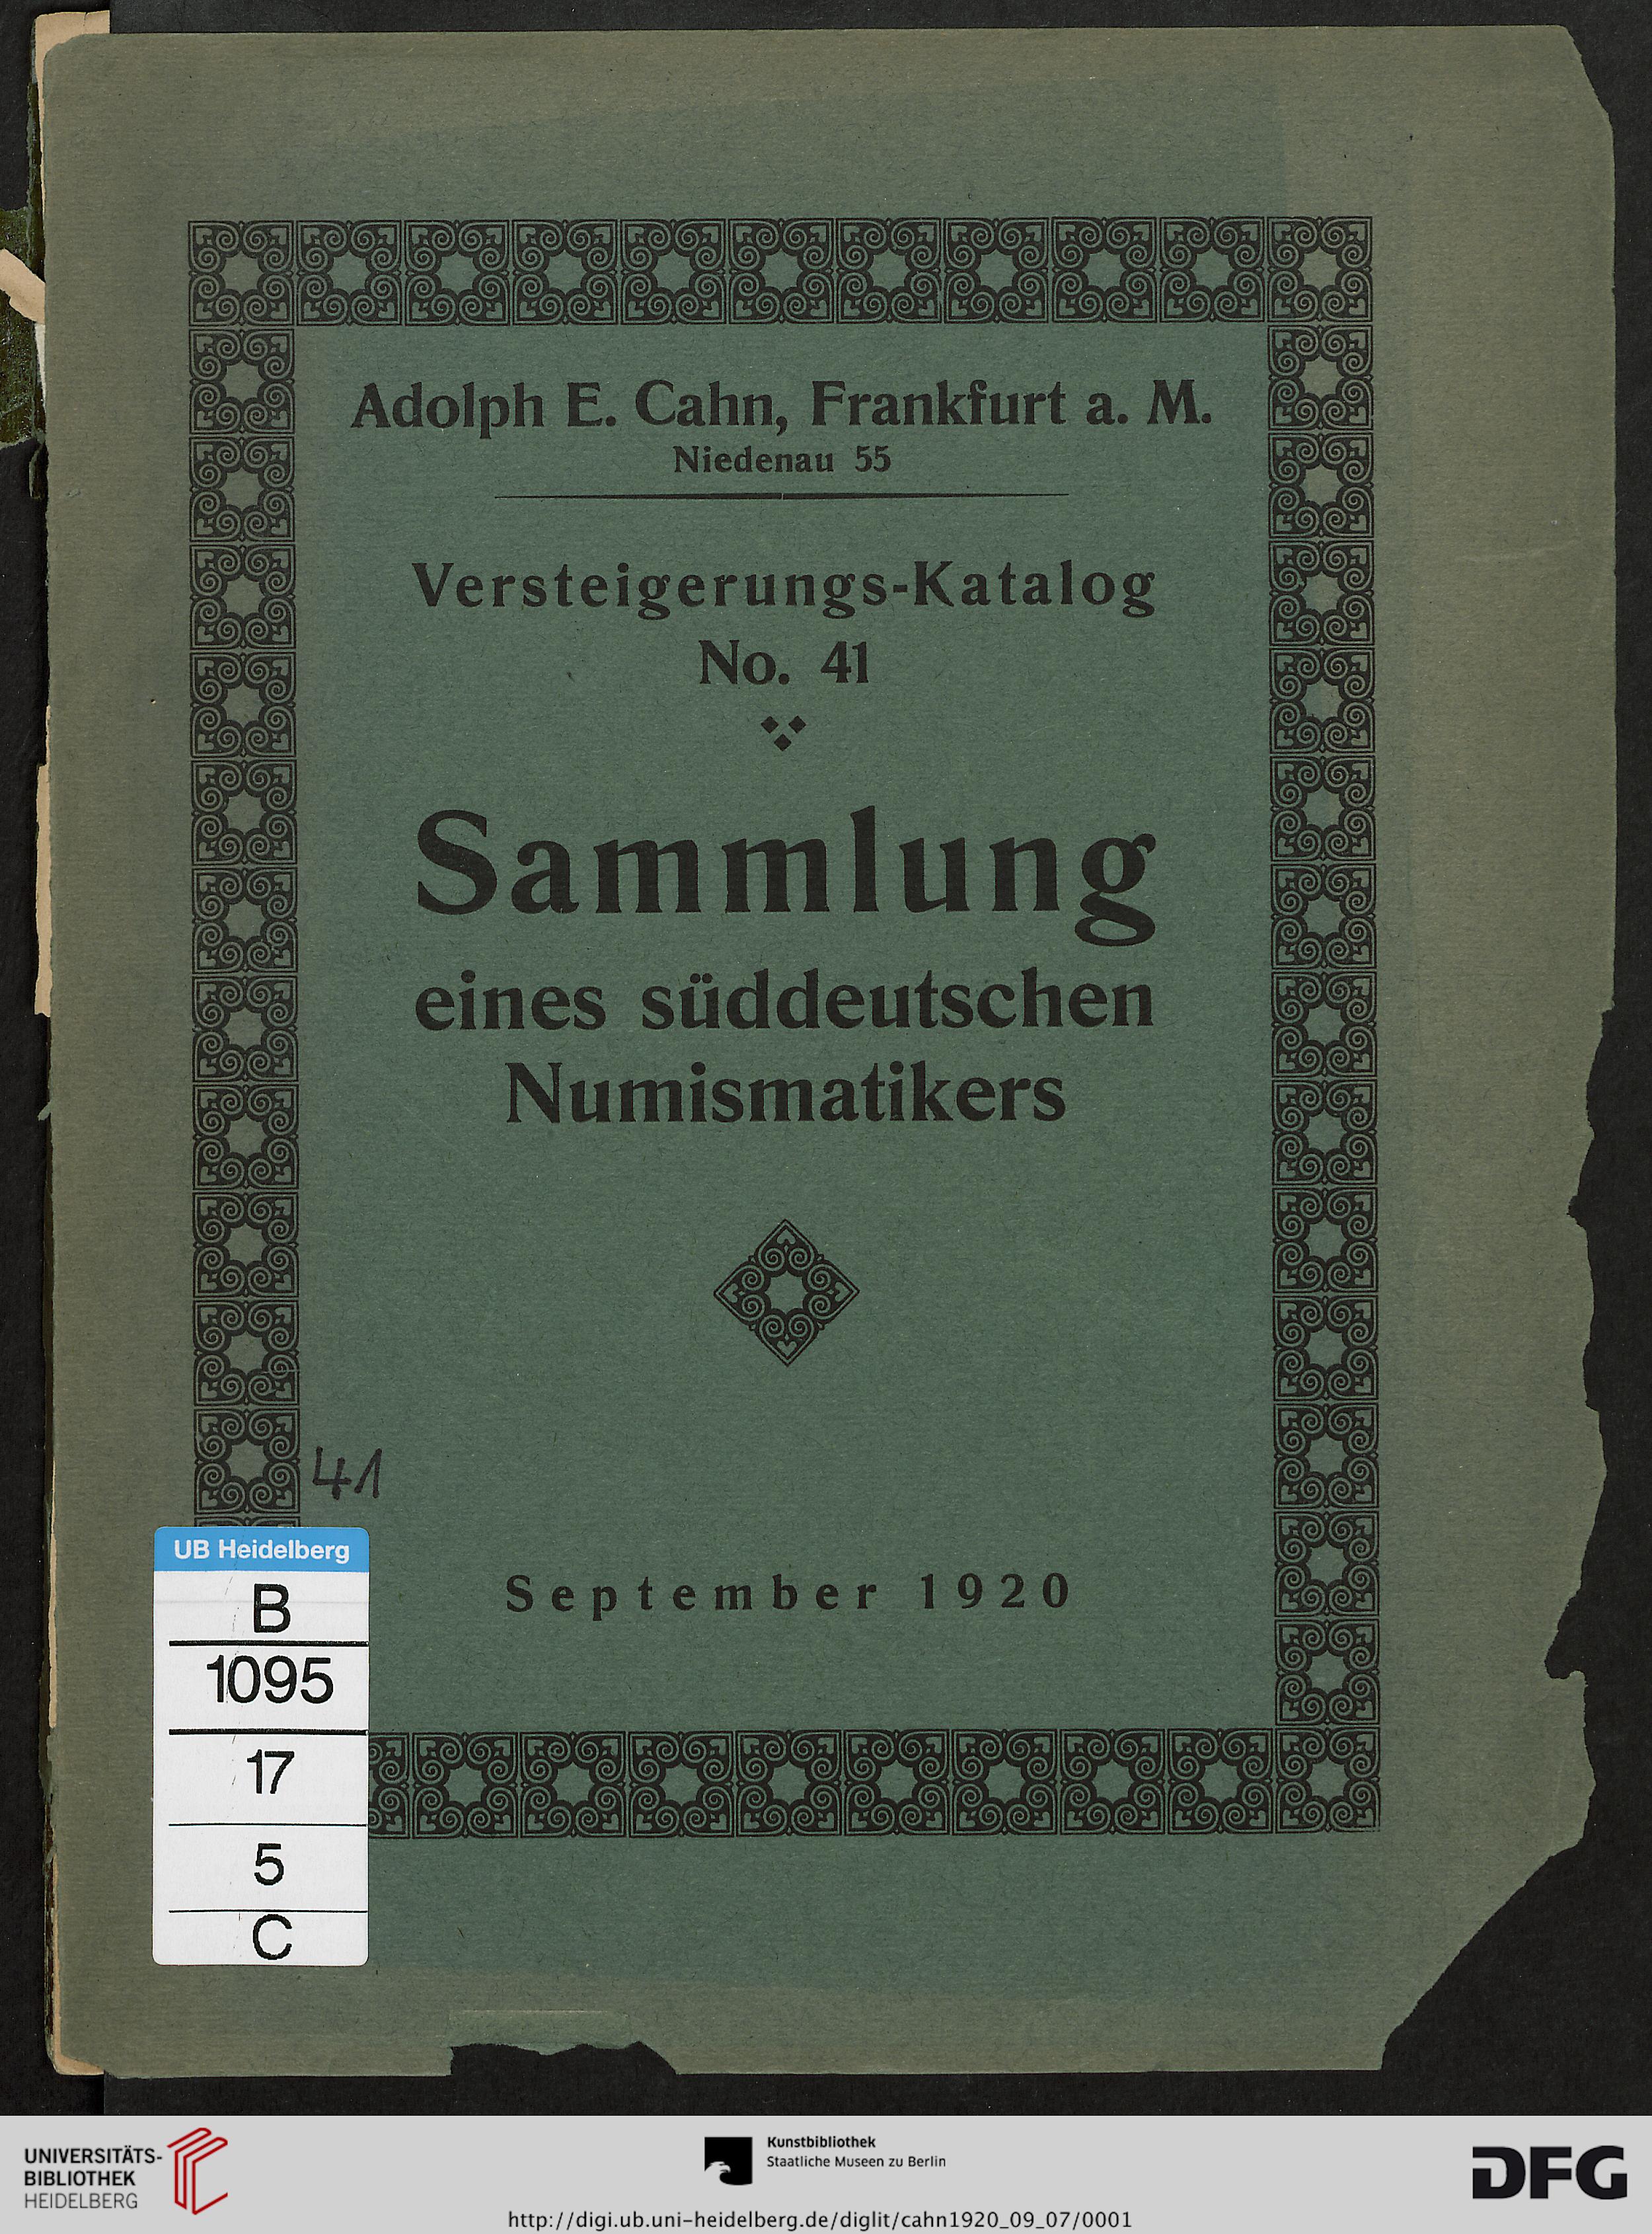 Adolph E. Cahn, Frankfurt a. M.
Niedenau 55
Versteigerungs-Katalog
No. 41
Sammlung
eines süddeutschen
Numismatikers
41
September 1920
UB Heidelberg
B
1095
17
5
C
UNIVERSITÄTS-
BIBLIOTHEK
HEIDELBERG
Kunstbibliothek
Staatliche Museen zu Berlin
http://digi.ub.uni-heidelberg.de/diglit/cahn1920_09_07/0001
DFG